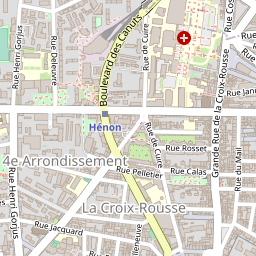 Rue Henri Gorjus
Rue Deleuvre
Boulevard des Canuts
Rue de Cuire
Grande Rue de la Croix-Rousse
Hénon
4e Arrondissement
Rue de Cuire
Rue Rosset
Rue Calas
Rue Pelletier
Rue du Mail
Rue Henri Gorjus
La Croix-Rousse
Rue Jacquard